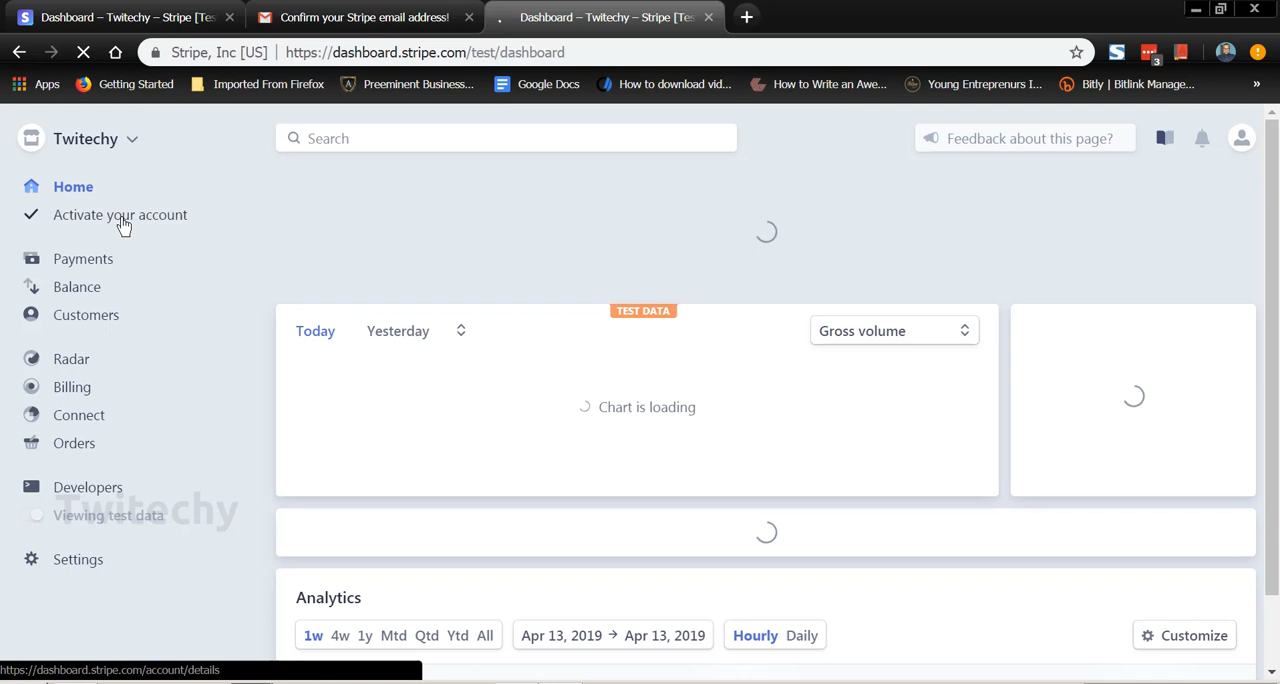 Dashboard – Twitechy – Stripe [Tes
Confirm your Stripe email address!
Dashboard – Twitechy – Stripe [Tes
Stripe, Inc [US] | https://dashboard.stripe.com/test/dashboard
3
Apps
Getting Started
Imported From Firefox
Preeminent Business...
Google Docs
How to download vid...
How to Write an Awe...
Young Entreprenurs I...
Bitly | Bitlink Manage...
»
Twitechy
Search
Feedback about this page?
Home
Activate your account
Payments
Balance
Customers
TEST DATA
Today
Yesterday
Gross volume
Radar
Billing
Connect
Orders
Chart is loading
Developers
Twitechy
Viewing test data
Settings
Analytics
1w 4w 1y Mtd Qtd Ytd All
Apr 13, 2019 → Apr 13, 2019
Hourly Daily
Customize
https://dashboard.stripe.com/account/details